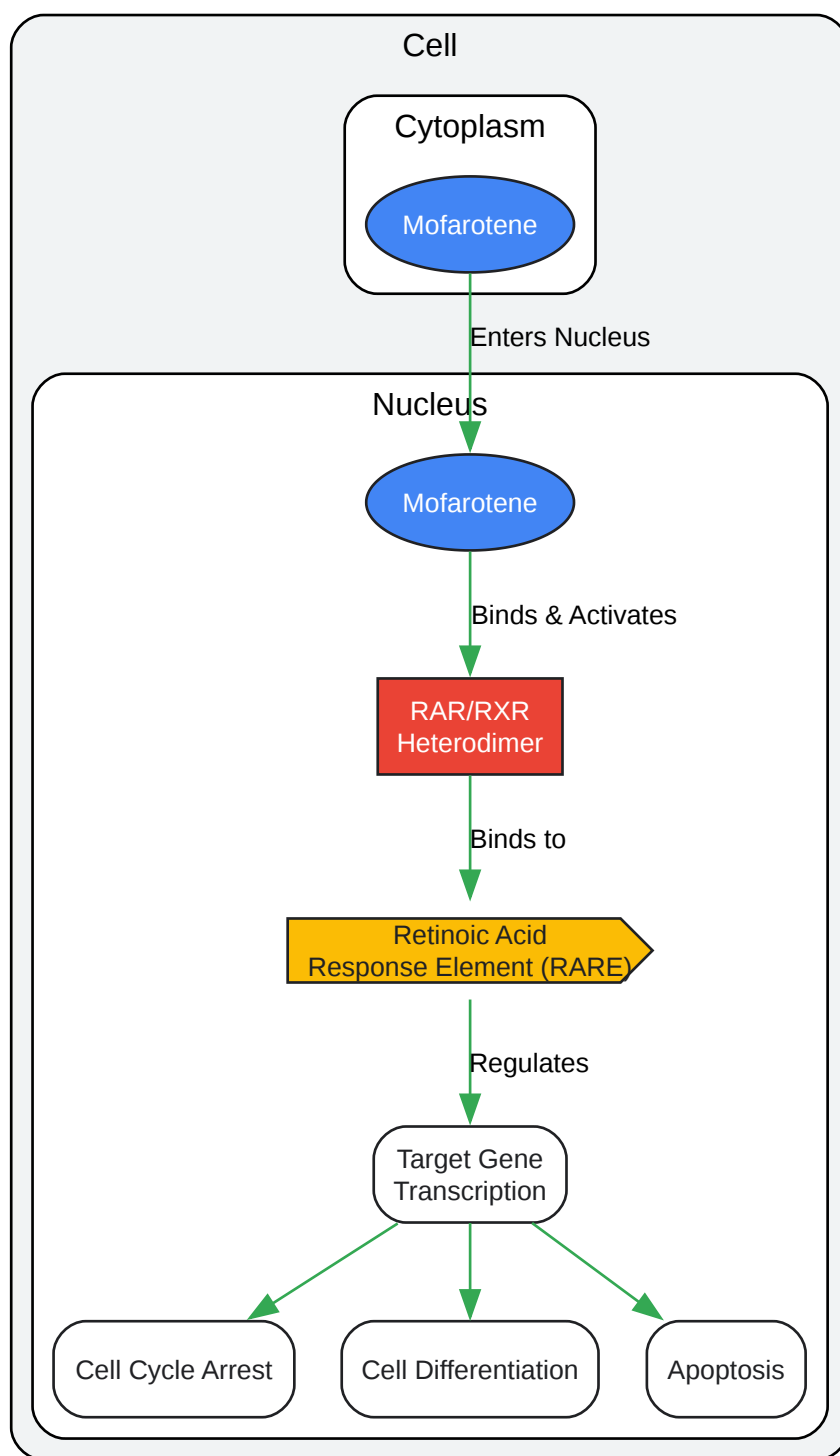 Cell
Cytoplasm
Mofarotene
Enters Nucleus
Nucleus
Mofarotene
Binds & Activates
RAR/RXR
Heterodimer
Binds to
Retinoic Acid
Response Element (RARE)
Regulates
Target Gene
Transcription
Cell Cycle Arrest
Cell Differentiation
Apoptosis